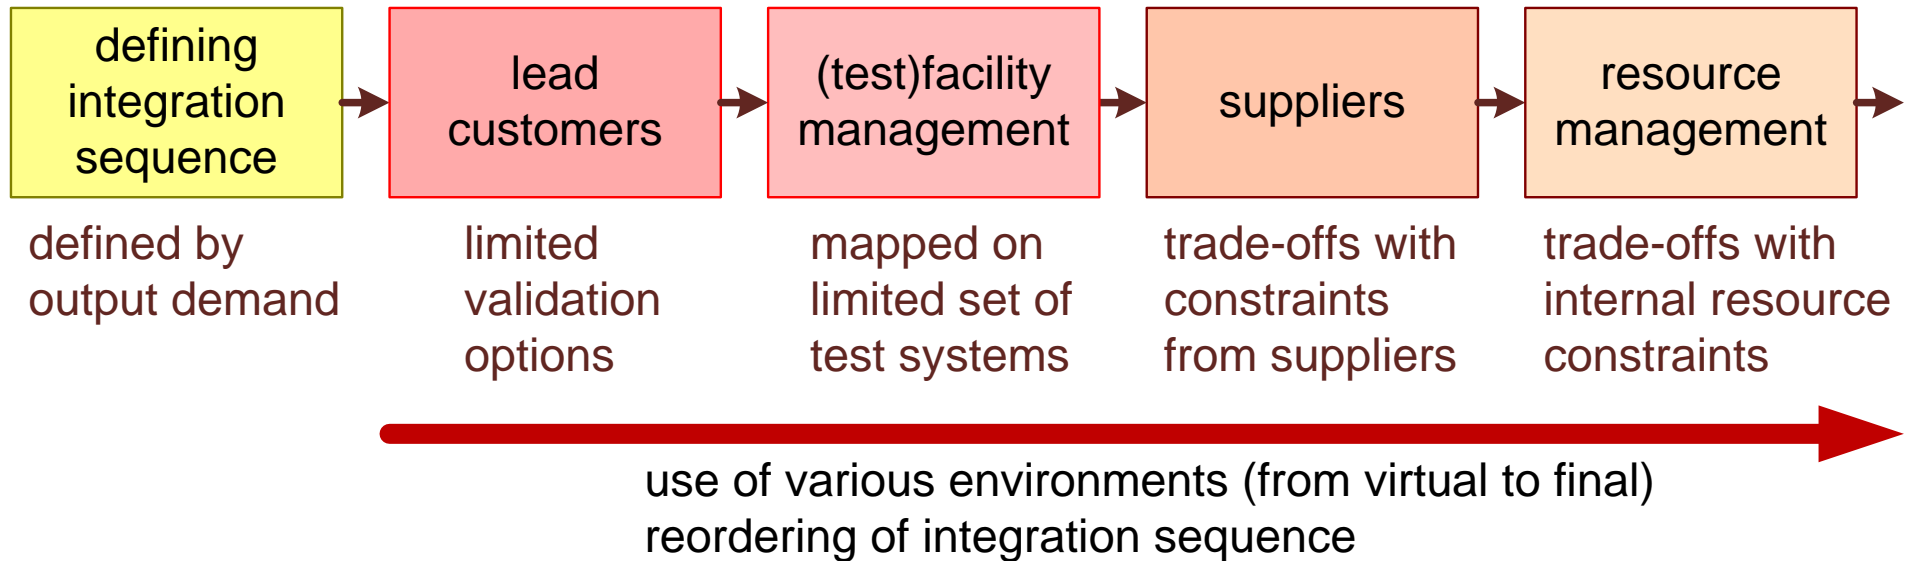 defining
integration
sequence
lead
customers
(test)facility
management
suppliers
resource
management
defined by
output demand
limited
validation
options
mapped on
limited set of
test systems
trade-offs with
constraints
from suppliers
trade-offs with
internal resource
constraints
use of various environments (from virtual to final)
reordering of integration sequence